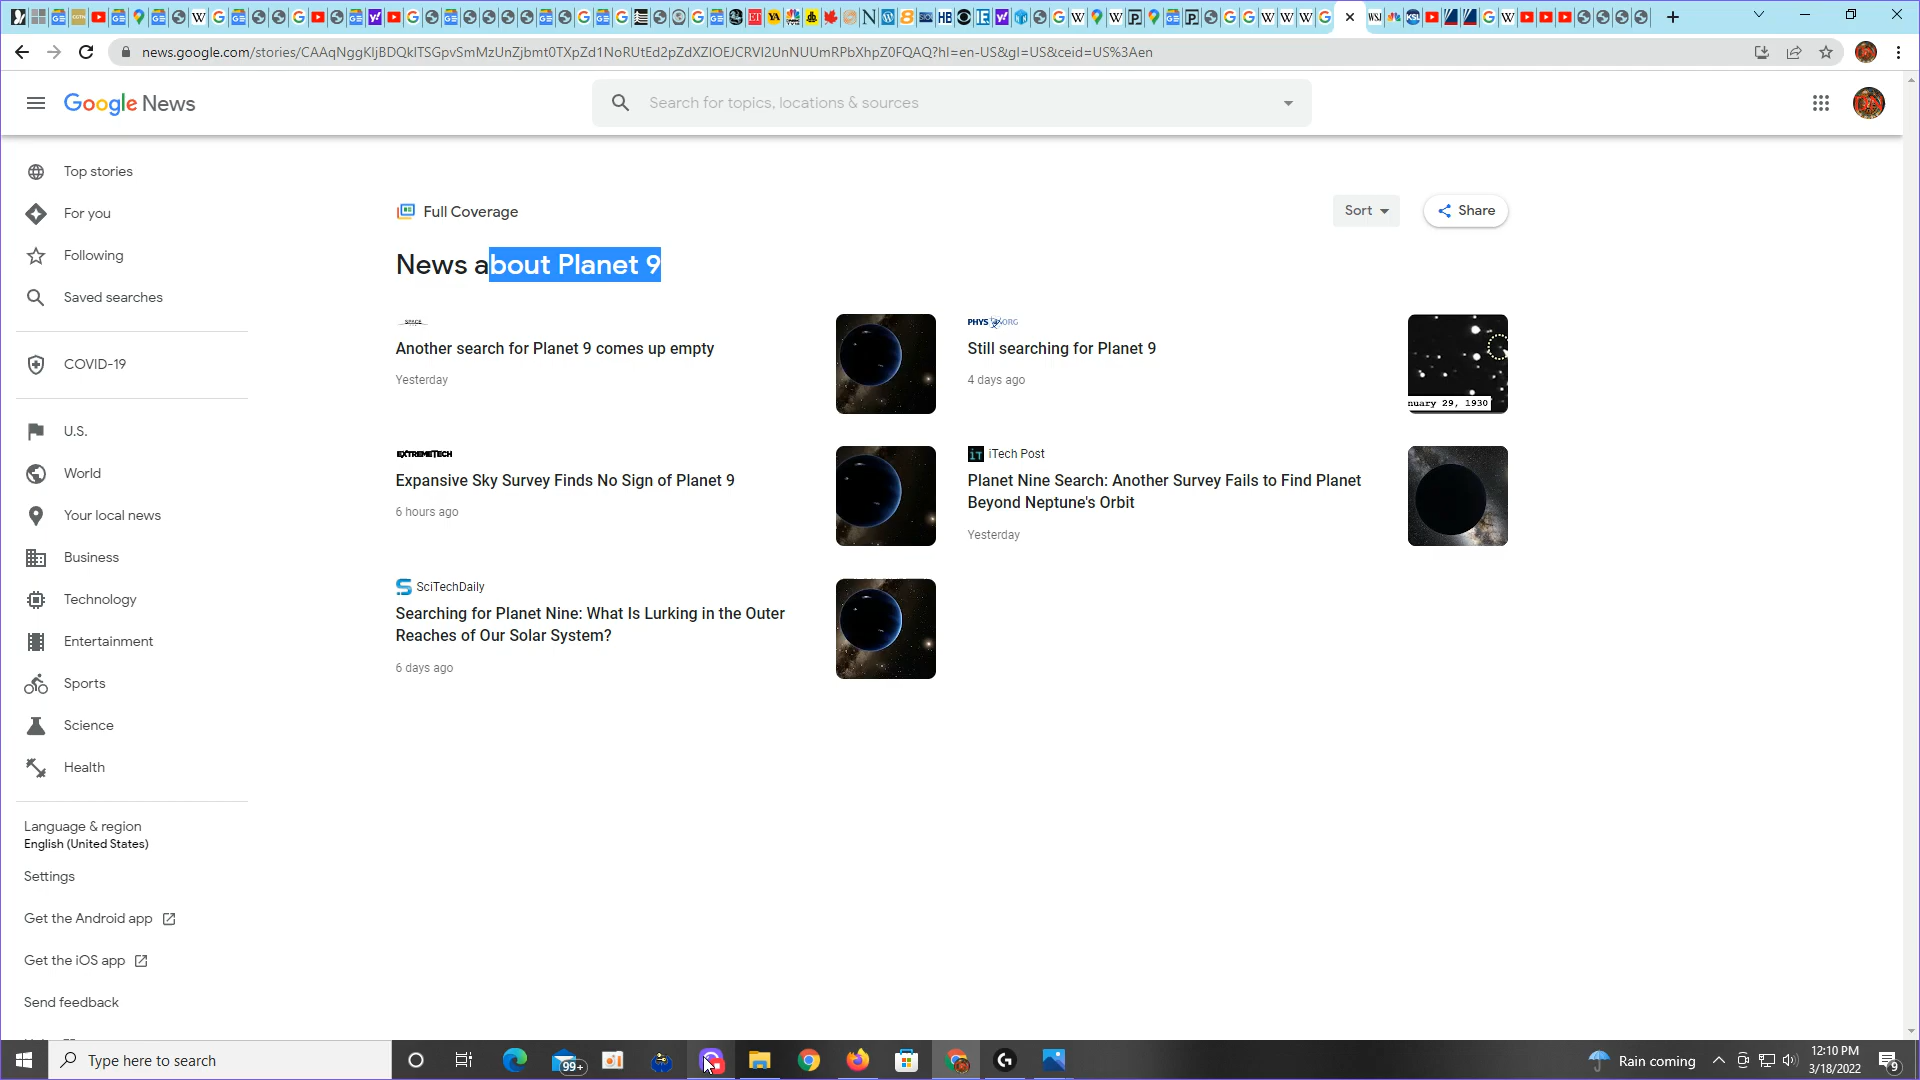 news.google.com/stories/CAAqNggKIjBDQklTSGpvSmMzUnZjbmt0TXpZd1NoRUtEd2pZdXZIOEJCRVI2UnNUUmRPbXhpZ0FQAQ?hl=en-US&gl=US&ceid=US%3Aen
Google News
Search for topics, locations & sources
Top stories
For you
Following
Saved searches
COVID-19
U.S.
World
Your local news
Business
Technology
Entertainment
Sports
Science
Health
Language & region
English (United States)
Settings
Get the Android app
Get the iOS app
Send feedback
Full Coverage
Sort
Share
News about Planet 9
SPACE
Another search for Planet 9 comes up empty
Yesterday
PHYS ORG
Still searching for Planet 9
4 days ago
nuary 29, 1930
EXTREMETECH
Expansive Sky Survey Finds No Sign of Planet 9
6 hours ago
iT iTech Post
Planet Nine Search: Another Survey Fails to Find Planet
Beyond Neptune's Orbit
Yesterday
SciTechDaily
Searching for Planet Nine: What Is Lurking in the Outer
Reaches of Our Solar System?
6 days ago
Type here to search
99+
Rain coming
12:10 PM
3/18/2022
9